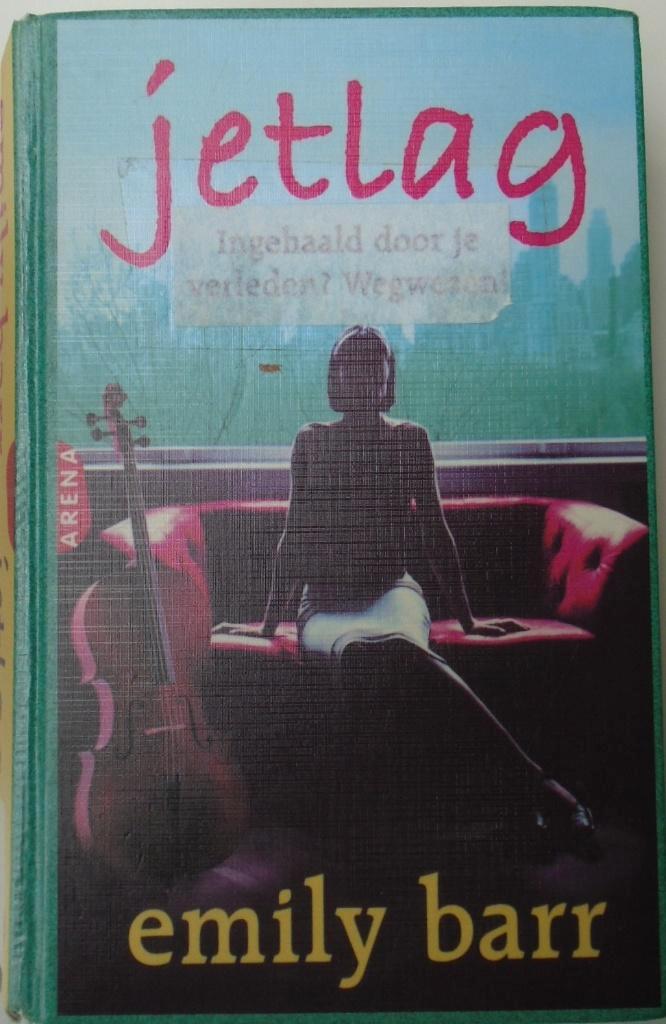 jetlag
Ingehaald door je
verleden? Wegwezen!
ARENA
emily barr